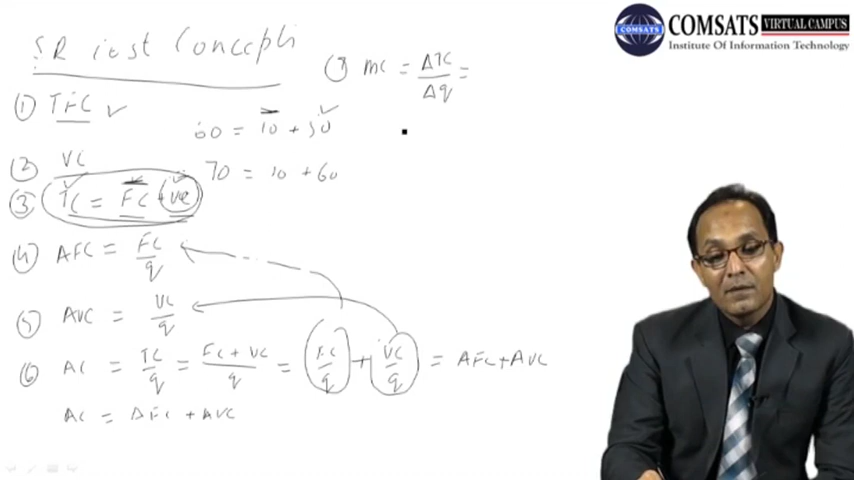 SR cost Concepts
① TFC ✓
60 = 10 + 50
② VC
70 = 10 + 60
③ TC = FC + VC
④ AFC = FC/q
⑤ AVC = VC/q
⑥ AC = TC/q = FC + VC/q = FC/q + VC/q = AFC + AVC
AC = AFC + AVC
⑦ MC = ΔTC/Δq =
COMSATS VIRTUAL CAMPUS
Institute Of Information Technology
COMSATS